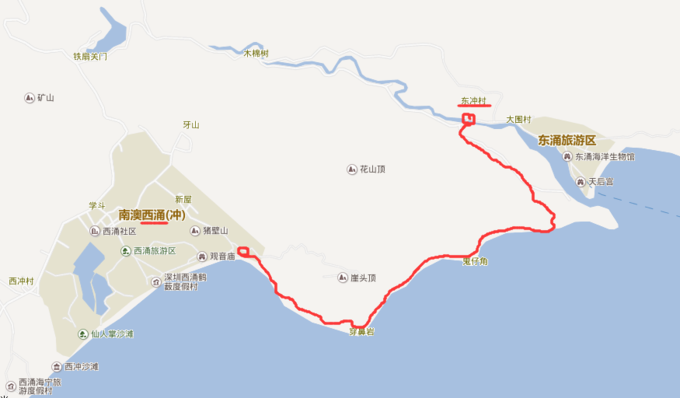 铁扇关门
木棉树
矿山
东冲村
牙山
大围村
东涌旅游区
东涌海洋生物馆
花山顶
天后宫
学斗
新屋
南澳西涌(冲)
西涌社区
猪壁山
西涌旅游区
观音庙
鬼仔角
西冲村
深圳西涌鹤
薮度假村
崖头顶
穿鼻岩
仙人掌沙滩
西冲沙滩
西涌海宁旅
游度假村